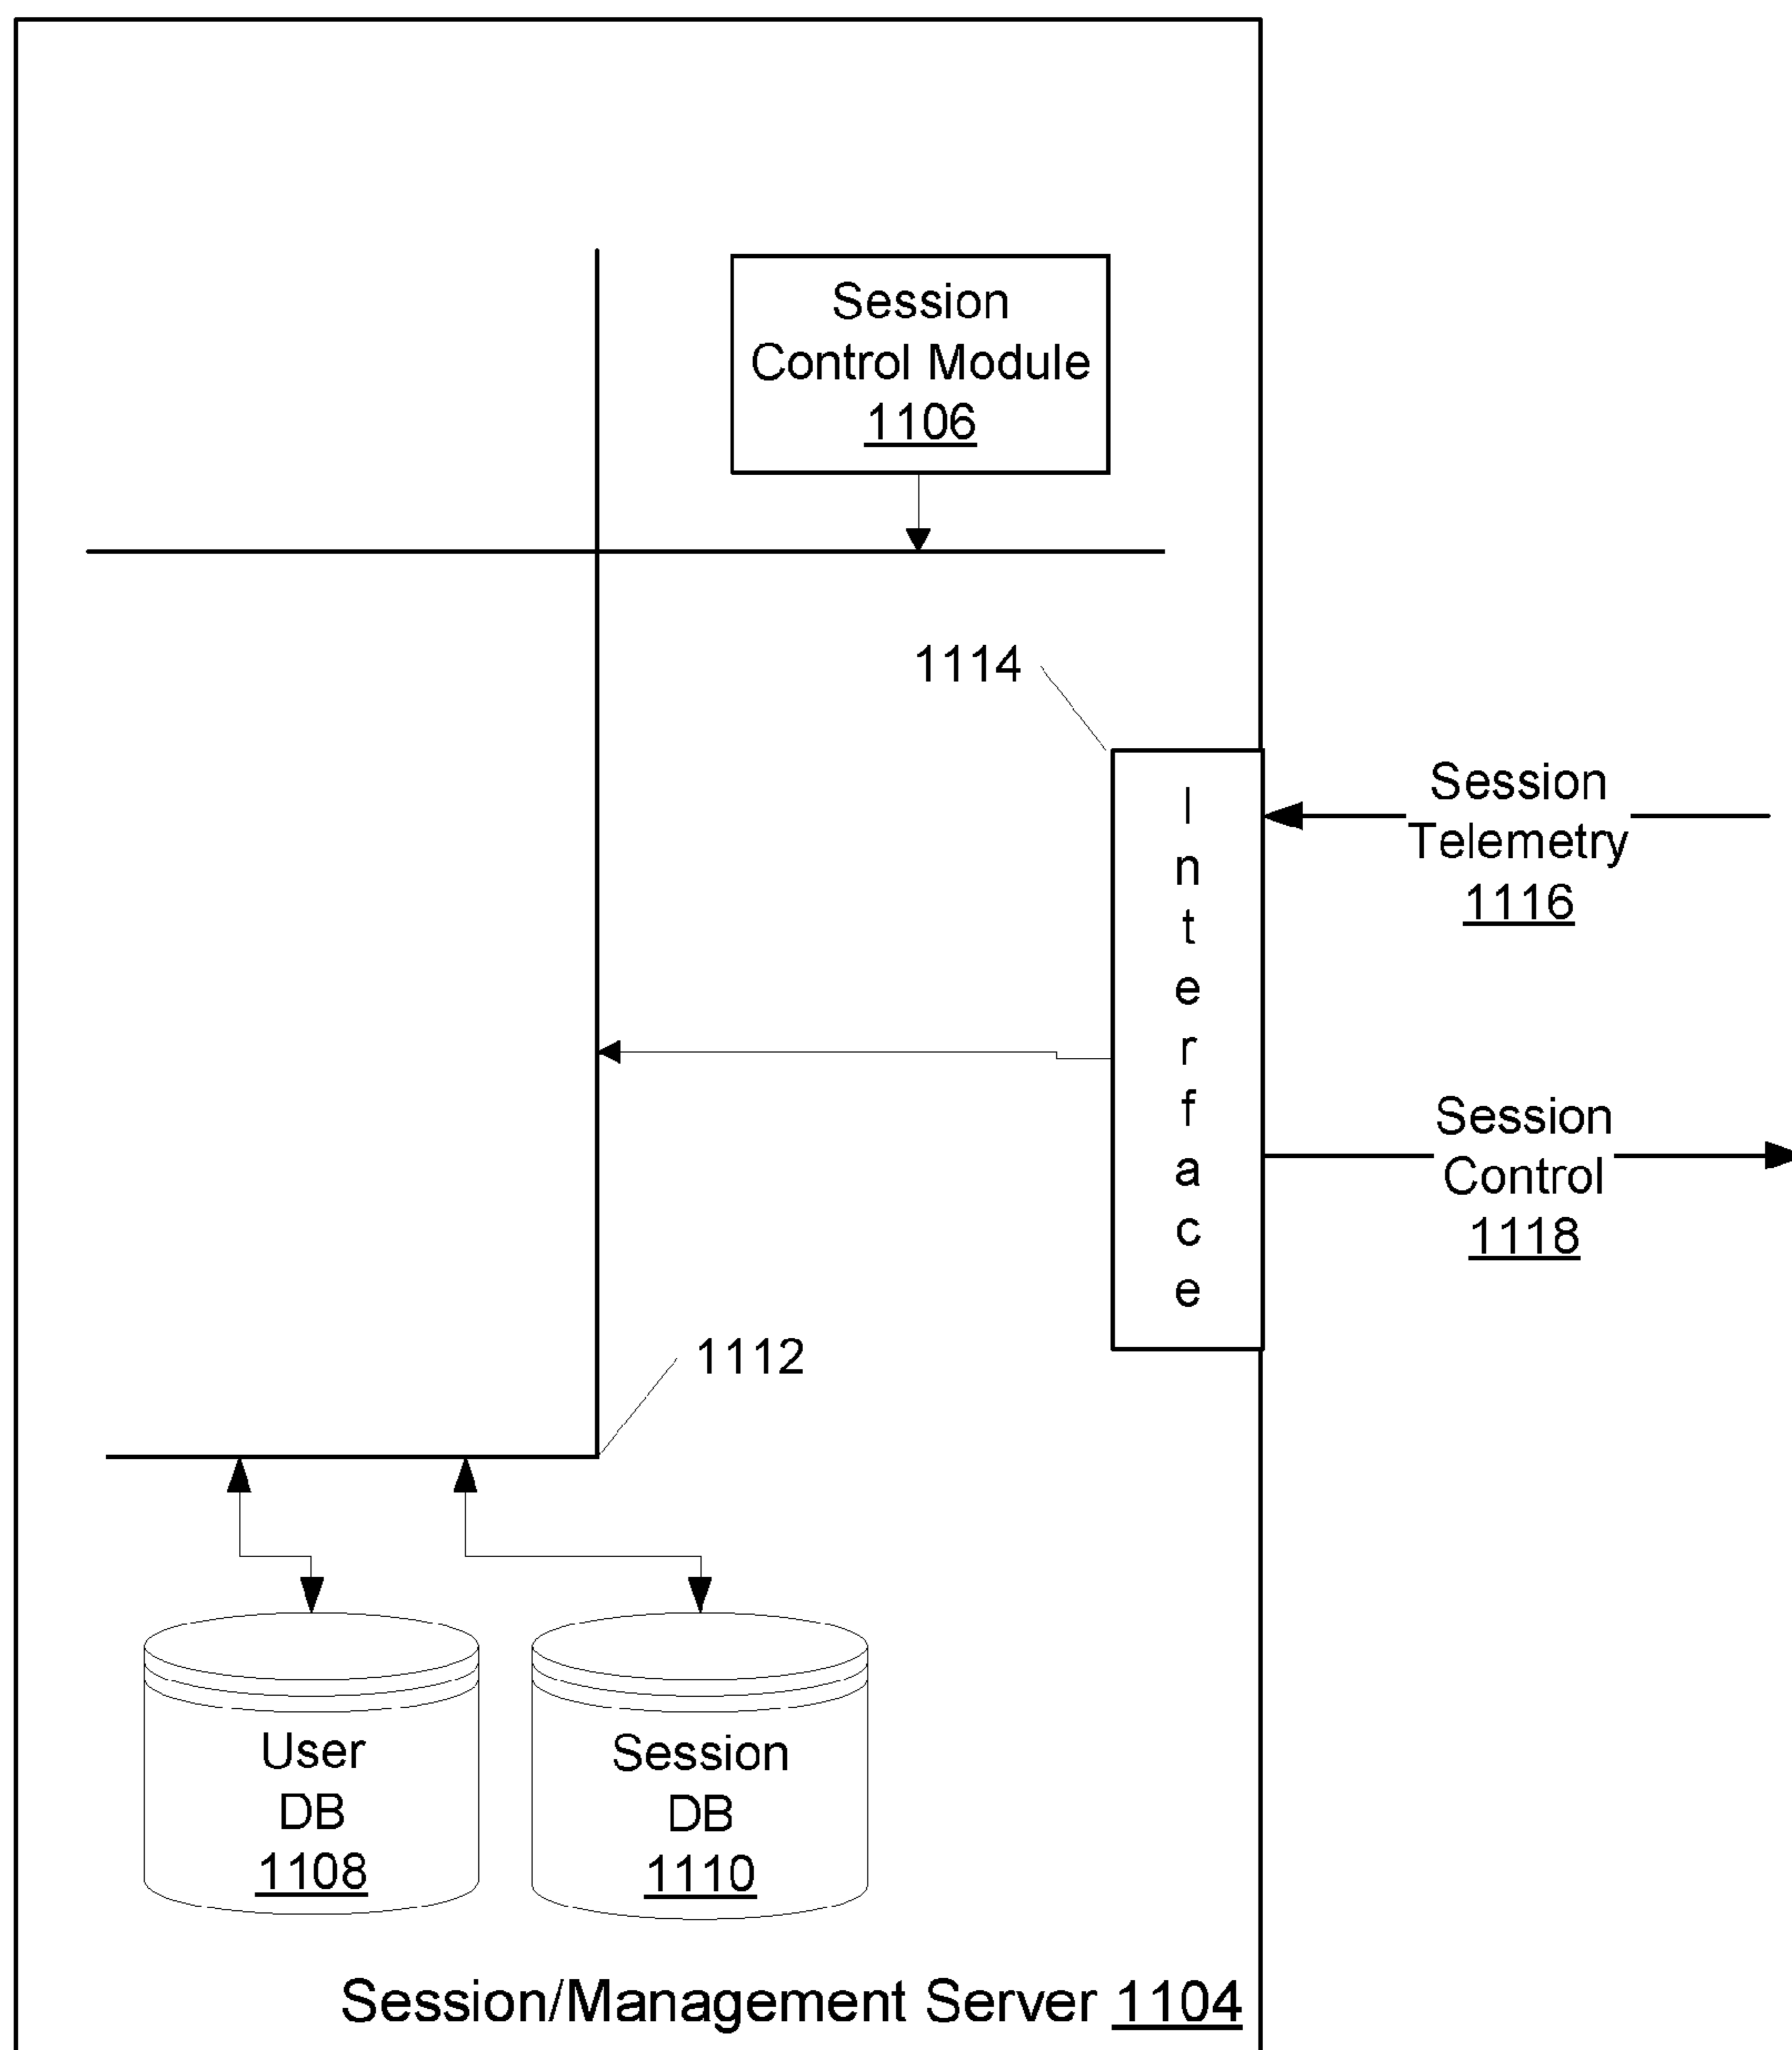 Session
Control Module
1106
1114
Interface
Session
Telemetry
1116
Session
Control
1118
1112
User
DB
1108
Session
DB
1110
Session/Management Server 1104